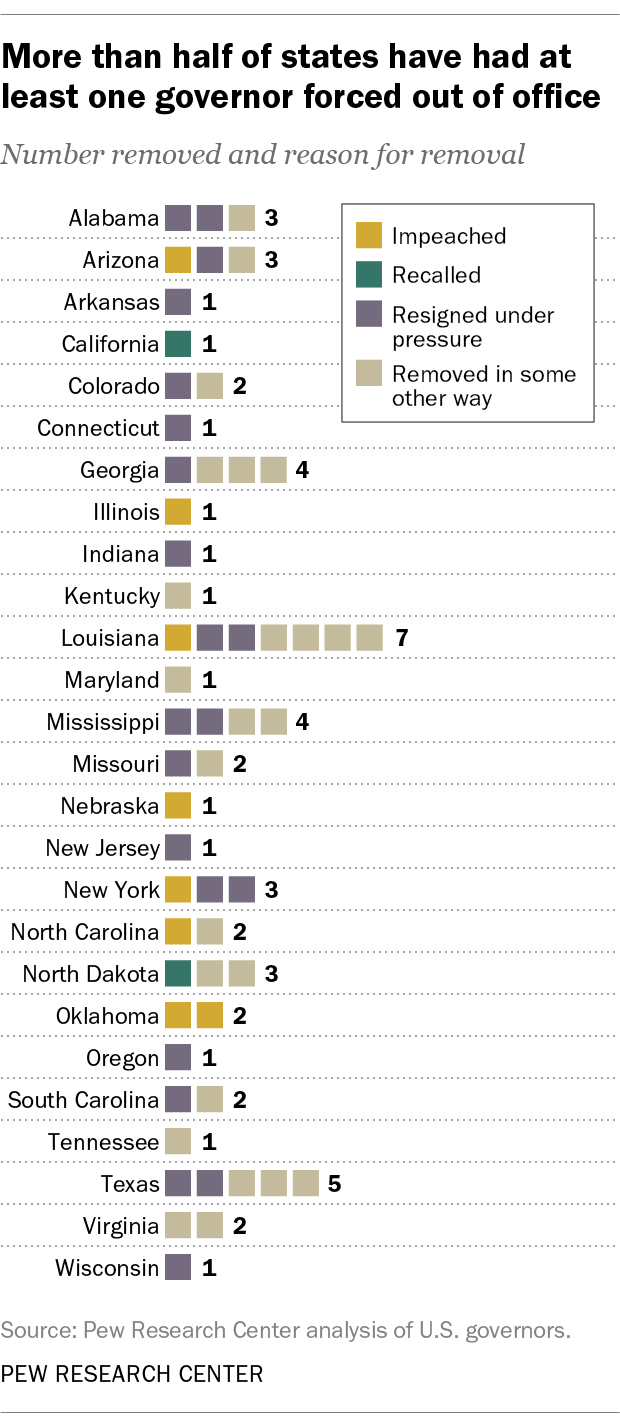 More than half of states have had at
least one governor forced out of office
Number removed and reason for removal
Impeached
Recalled
Resigned under
pressure
Removed in some
other way
Alabama 3
Arizona 3
Arkansas 1
California 1
Colorado 2
Connecticut 1
Georgia 4
Illinois 1
Indiana 1
Kentucky 1
Louisiana 7
Maryland 1
Mississippi 4
Missouri 2
Nebraska 1
New Jersey 1
New York 3
North Carolina 2
North Dakota 3
Oklahoma 2
Oregon 1
South Carolina 2
Tennessee 1
Texas 5
Virginia 2
Wisconsin 1
Source: Pew Research Center analysis of U.S. governors.
PEW RESEARCH CENTER